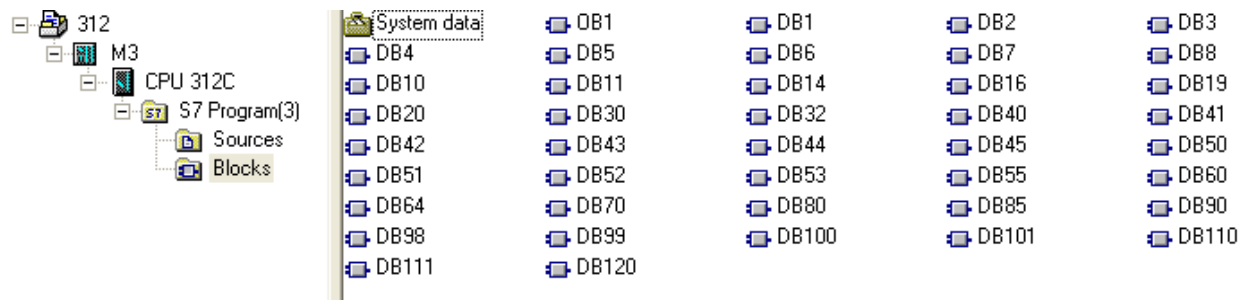 312
M3
CPU 312C
S7 Program(3)
Sources
Blocks
System data OB1 DB1 DB2 DB3
DB4 DB5 DB6 DB7 DB8
DB10 DB11 DB14 DB16 DB19
DB20 DB30 DB32 DB40 DB41
DB42 DB43 DB44 DB45 DB50
DB51 DB52 DB53 DB55 DB60
DB64 DB70 DB80 DB85 DB90
DB98 DB99 DB100 DB101 DB110
DB111 DB120